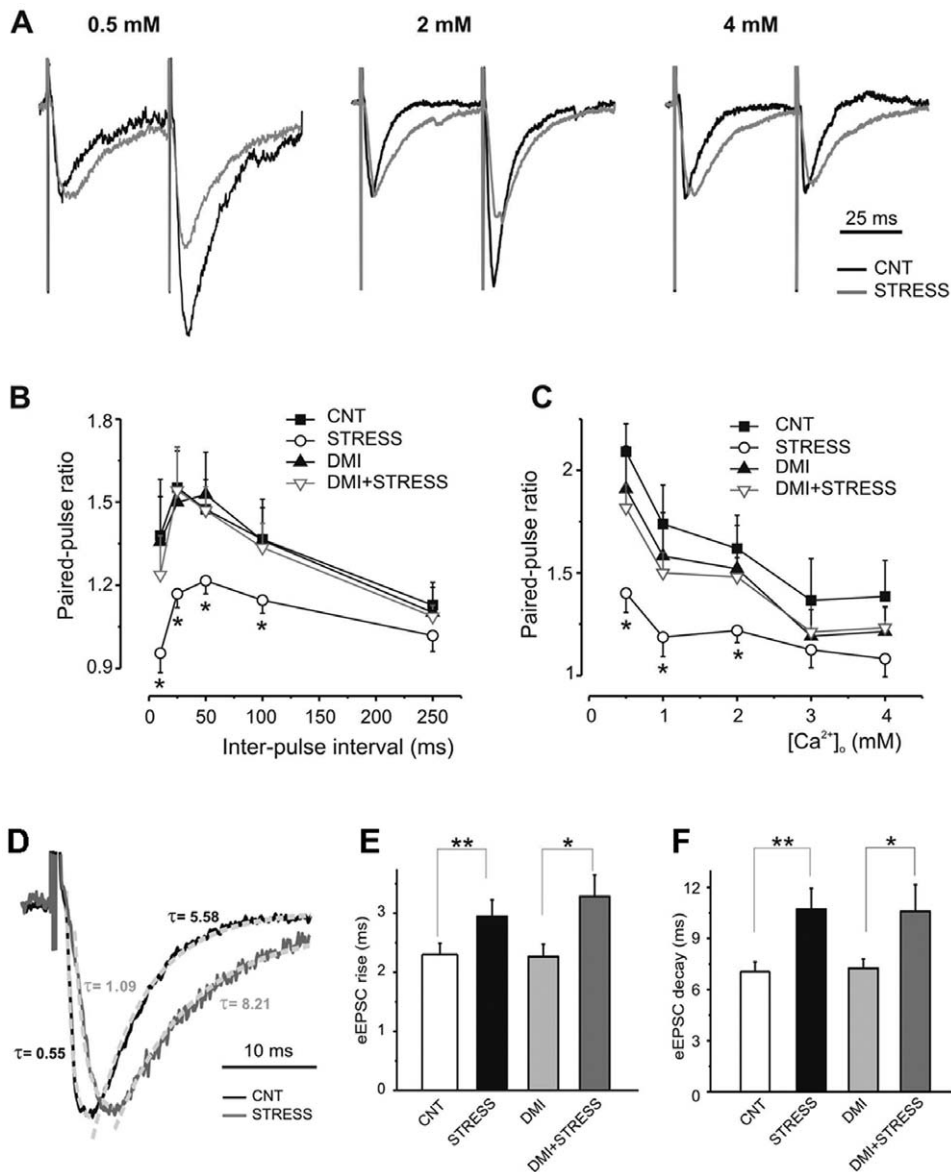 A
0.5 mM
2 mM
4 mM
25 ms
CNT
STRESS
B
1.8
1.5
1.2
0.9
Paired-pulse ratio
CNT
STRESS
DMI
DMI+STRESS
*
*
*
*
0 50 100 150 200 250
Inter-pulse interval (ms)
C
2
1.5
1
Paired-pulse ratio
CNT
STRESS
DMI
DMI+STRESS
*
*
*
0 1 2 3 4
[Ca²⁺]ₒ (mM)
D
τ= 5.58
τ= 1.09
τ= 8.21
τ= 0.55
10 ms
CNT
STRESS
E
**
*
3
2
1
0
eEPSC rise (ms)
CNT
STRESS
DMI
DMI+STRESS
F
**
*
12
9
6
3
0
eEPSC decay (ms)
CNT
STRESS
DMI
DMI+STRESS